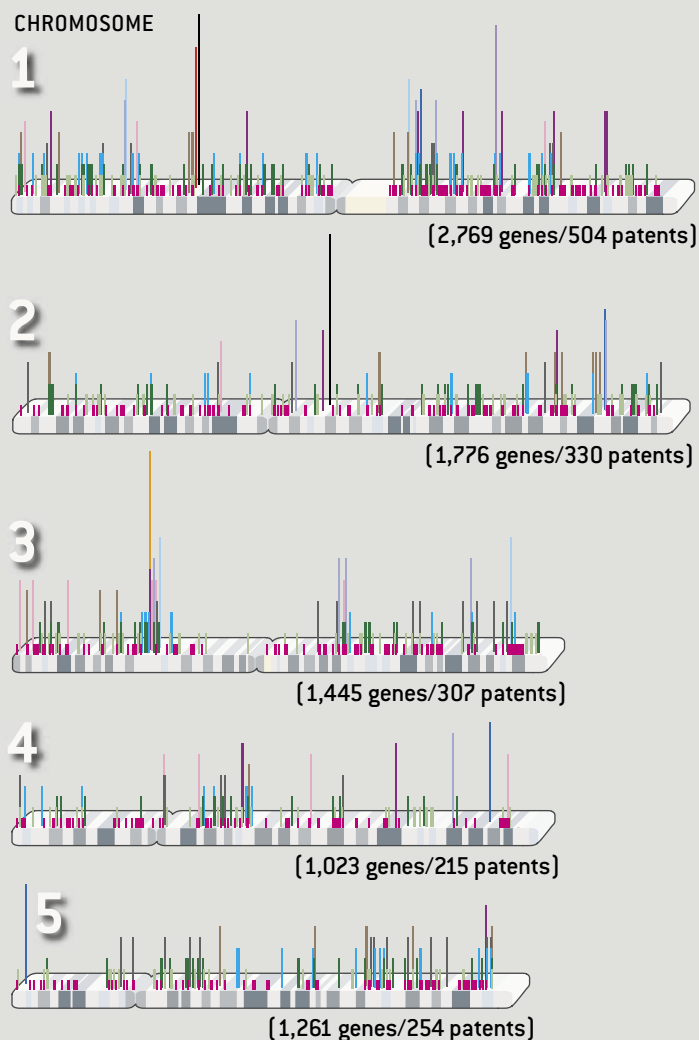 CHROMOSOME
1
(2,769 genes/504 patents)
2
(1,776 genes/330 patents)
3
(1,445 genes/307 patents)
4
(1,023 genes/215 patents)
5
(1,261 genes/254 patents)